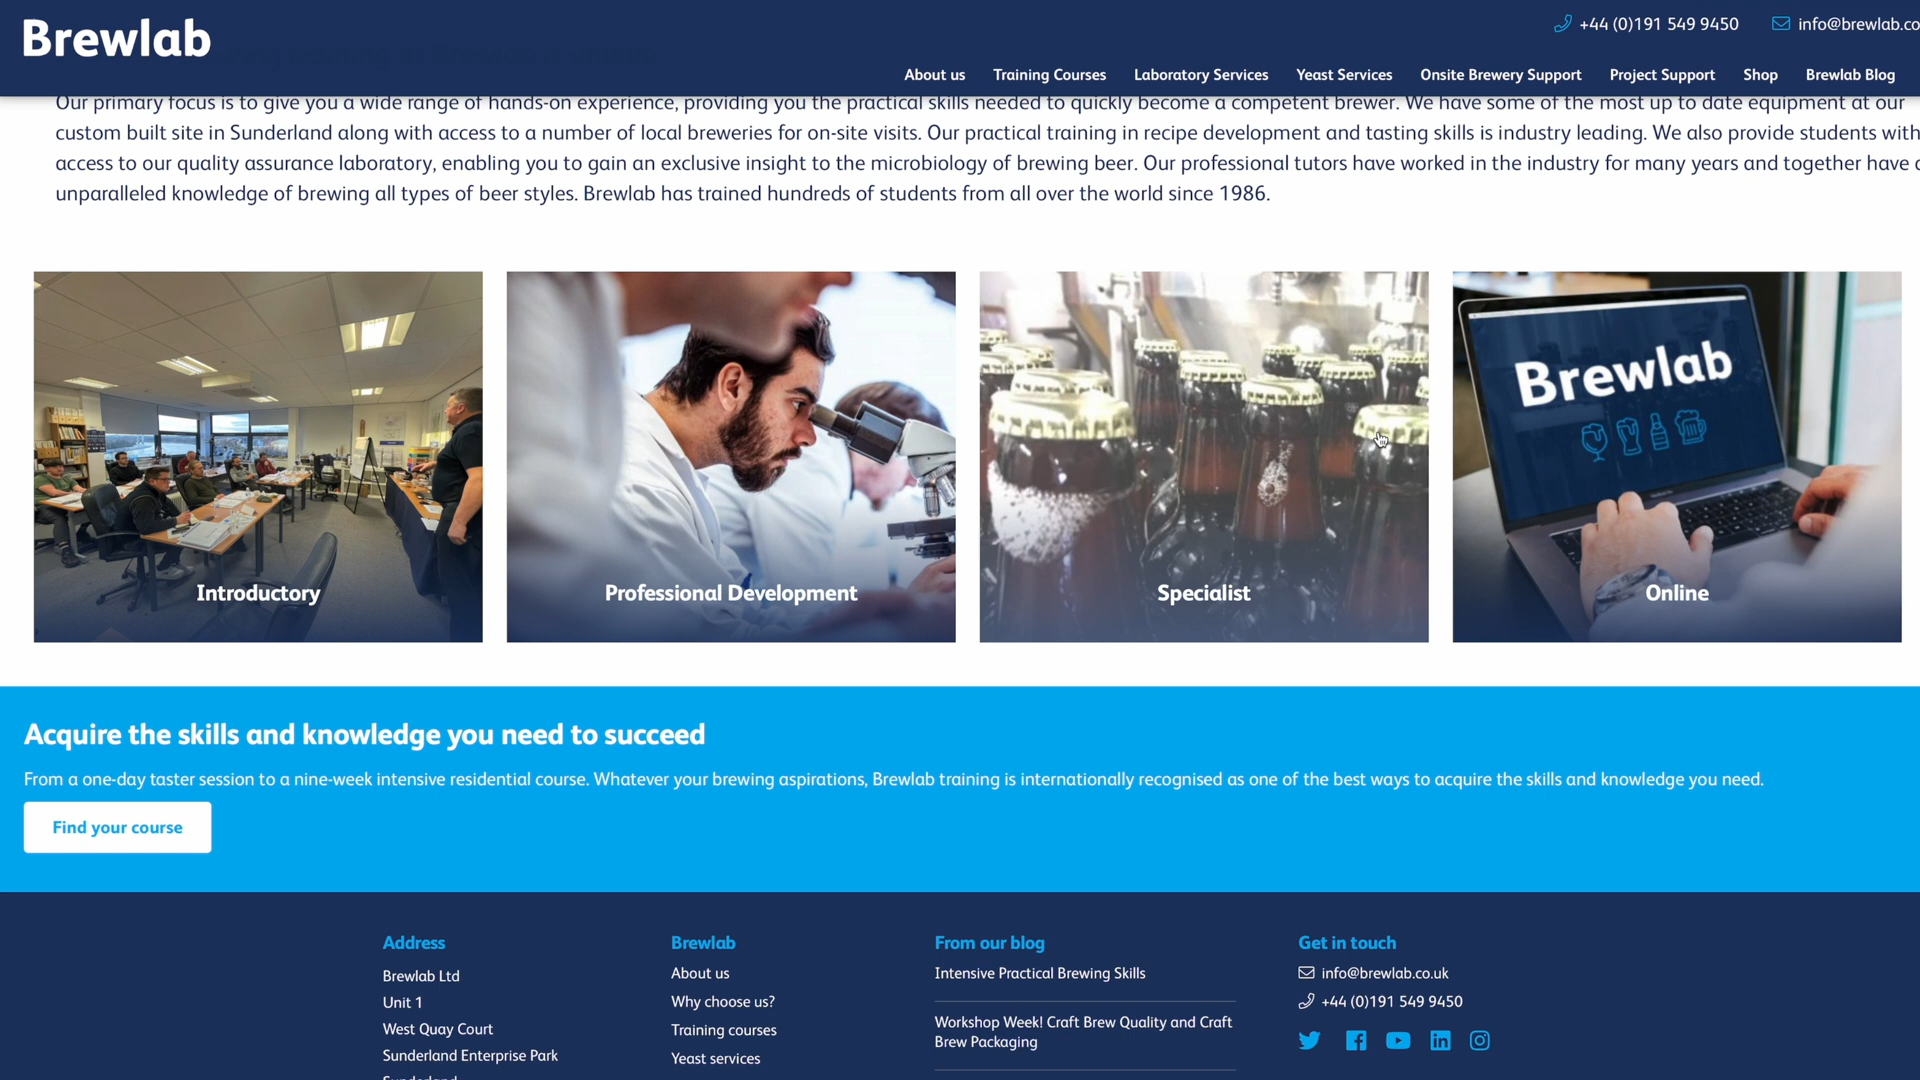 Brewlab
+44 (0)191 549 9450
info@brewlab.co
About us Training Courses Laboratory Services Yeast Services Onsite Brewery Support Project Support Shop Brewlab Blog
Our primary focus is to give you a wide range of hands-on experience, providing you the practical skills needed to quickly become a competent brewer. We have some of the most up to date equipment at our
custom built site in Sunderland along with access to a number of local breweries for on-site visits. Our practical training in recipe development and tasting skills is industry leading. We also provide students with
access to our quality assurance laboratory, enabling you to gain an exclusive insight to the microbiology of brewing beer. Our professional tutors have worked in the industry for many years and together have
unparalleled knowledge of brewing all types of beer styles. Brewlab has trained hundreds of students from all over the world since 1986.
Brewlab
Introductory
Professional Development
Specialist
Online
Acquire the skills and knowledge you need to succeed
From a one-day taster session to a nine-week intensive residential course. Whatever your brewing aspirations, Brewlab training is internationally recognised as one of the best ways to acquire the skills and knowledge you need.
Find your course
Address
Brewlab Ltd
Unit 1
West Quay Court
Sunderland Enterprise Park
Brewlab
About us
Why choose us?
Training courses
Yeast services
From our blog
Intensive Practical Brewing Skills
Workshop Week! Craft Brew Quality and Craft
Brew Packaging
Get in touch
info@brewlab.co.uk
+44 (0)191 549 9450